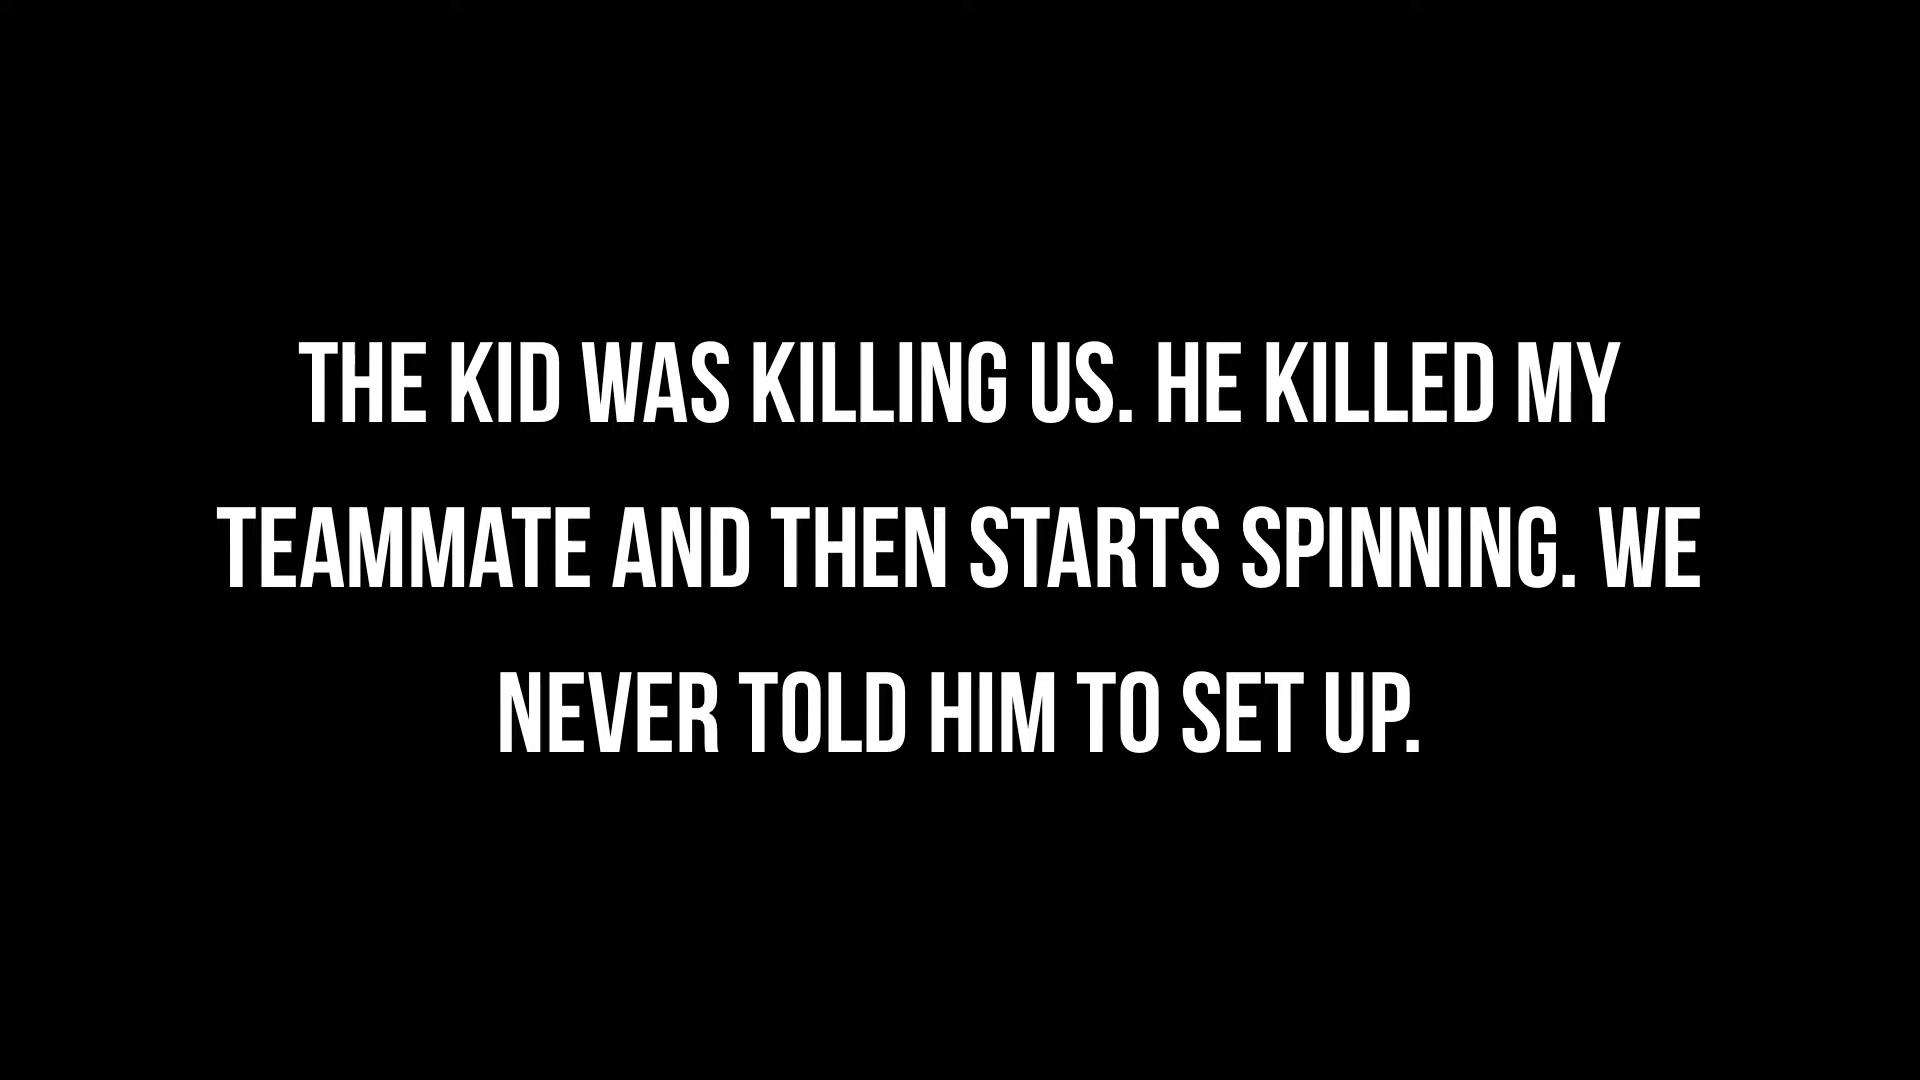 THE KID WAS KILLING US. HE KILLED MY
TEAMMATE AND THEN STARTS SPINNING. WE
NEVER TOLD HIM TO SET UP.